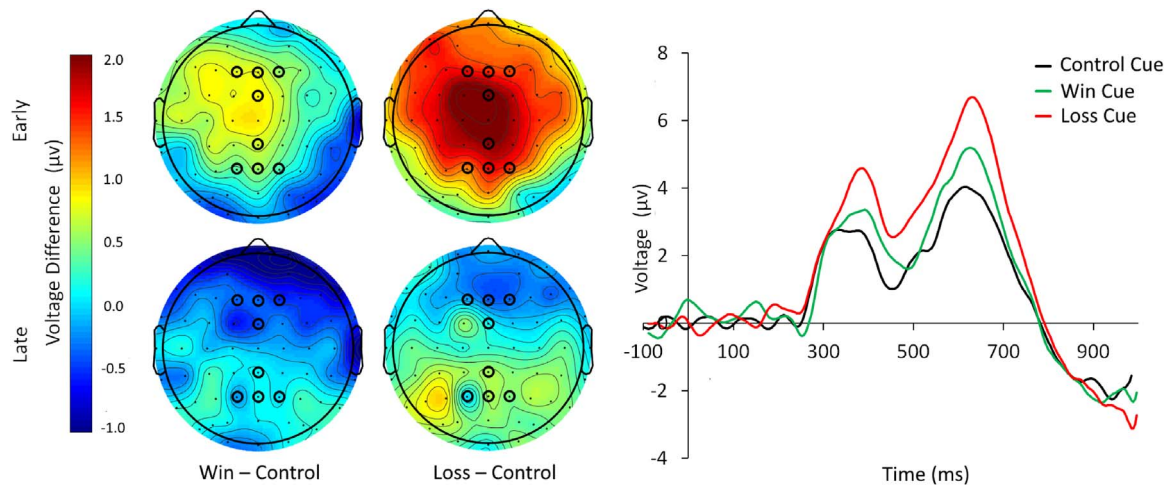 Early
Late
Voltage Difference (µv)
2.0
1.5
1.0
0.5
0.0
-0.5
-1.0
Win – Control
Loss – Control
Voltage (µv)
8
6
4
2
0
-2
-4
-100
100
300
500
700
900
Time (ms)
Control Cue
Win Cue
Loss Cue